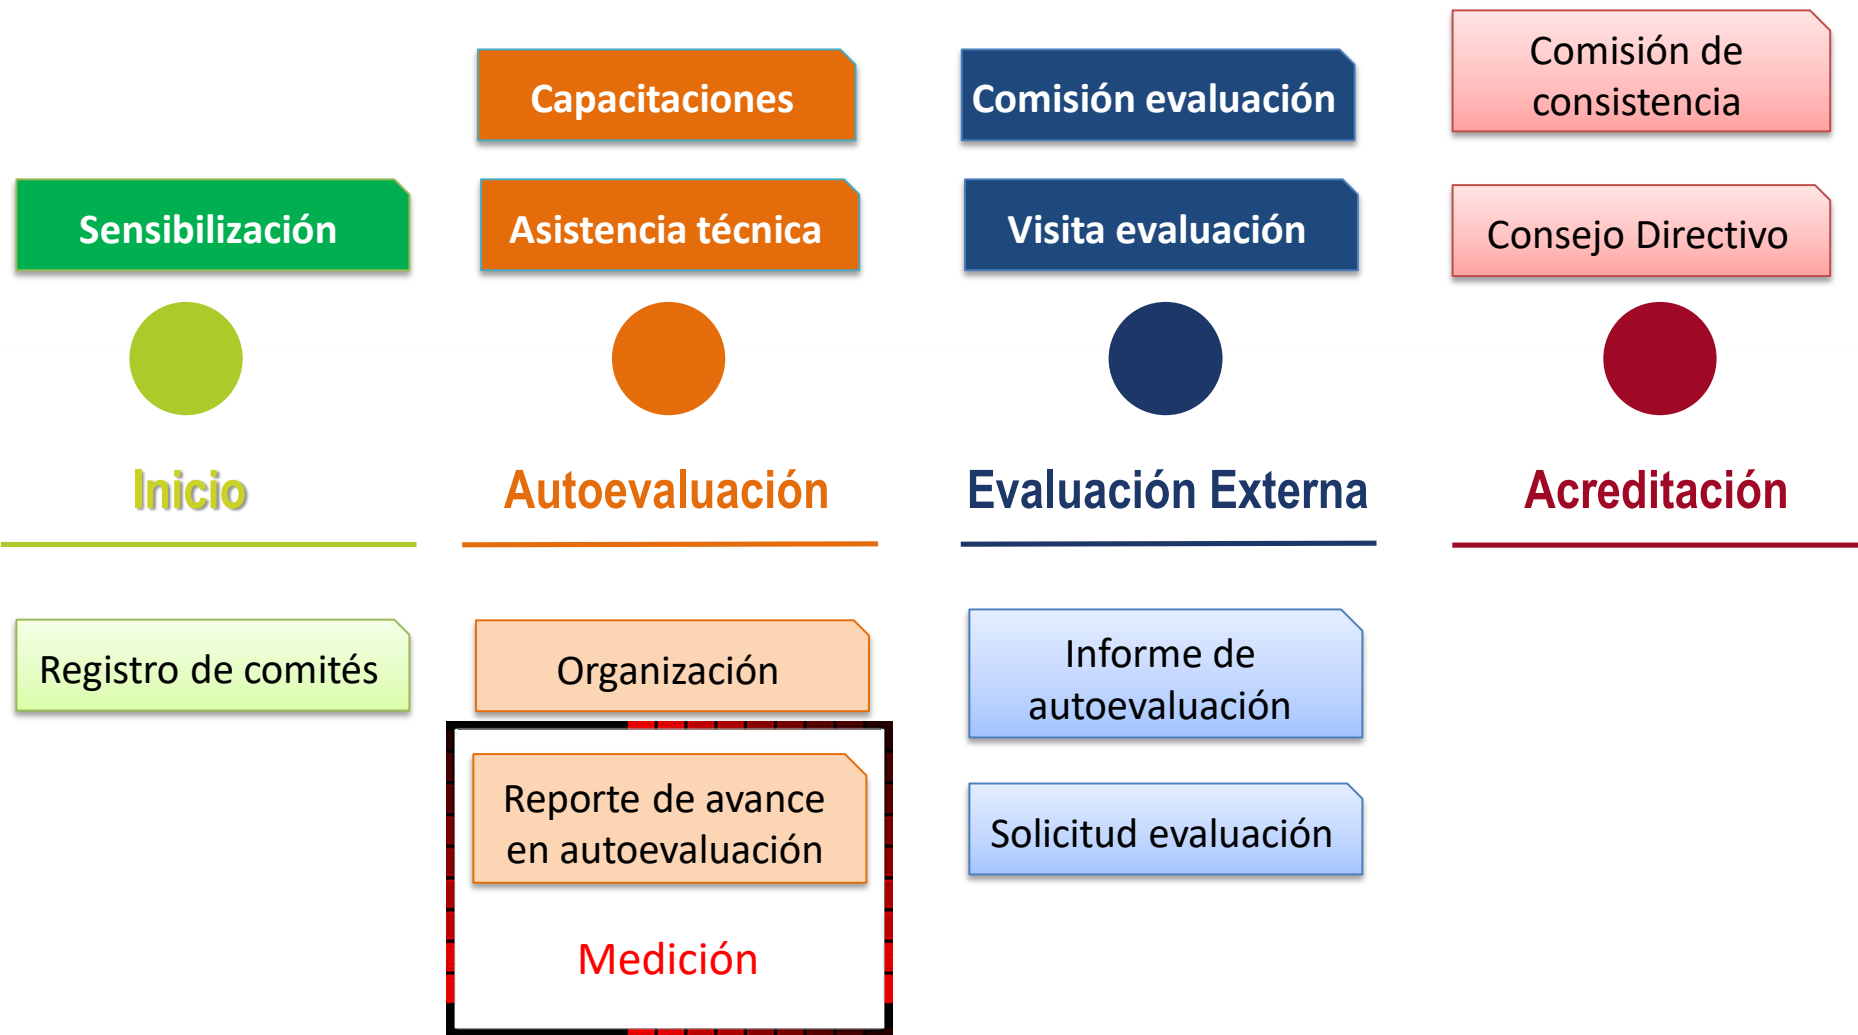 Sensibilización
Inicio
Registro de comités
Capacitaciones
Asistencia técnica
Autoevaluación
Organización
Reporte de avance
en autoevaluación
Medición
Comisión evaluación
Visita evaluación
Evaluación Externa
Informe de
autoevaluación
Solicitud evaluación
Comisión de
consistencia
Consejo Directivo
Acreditación